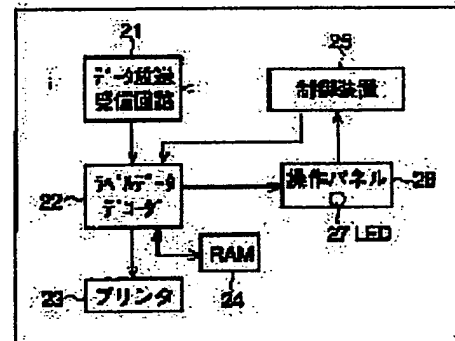 21
データ放送
受信回路
25
制御装置
ラベルデータ
デコーダ
22
操作パネル
26
27 LED
RAM
24
23
プリンタ